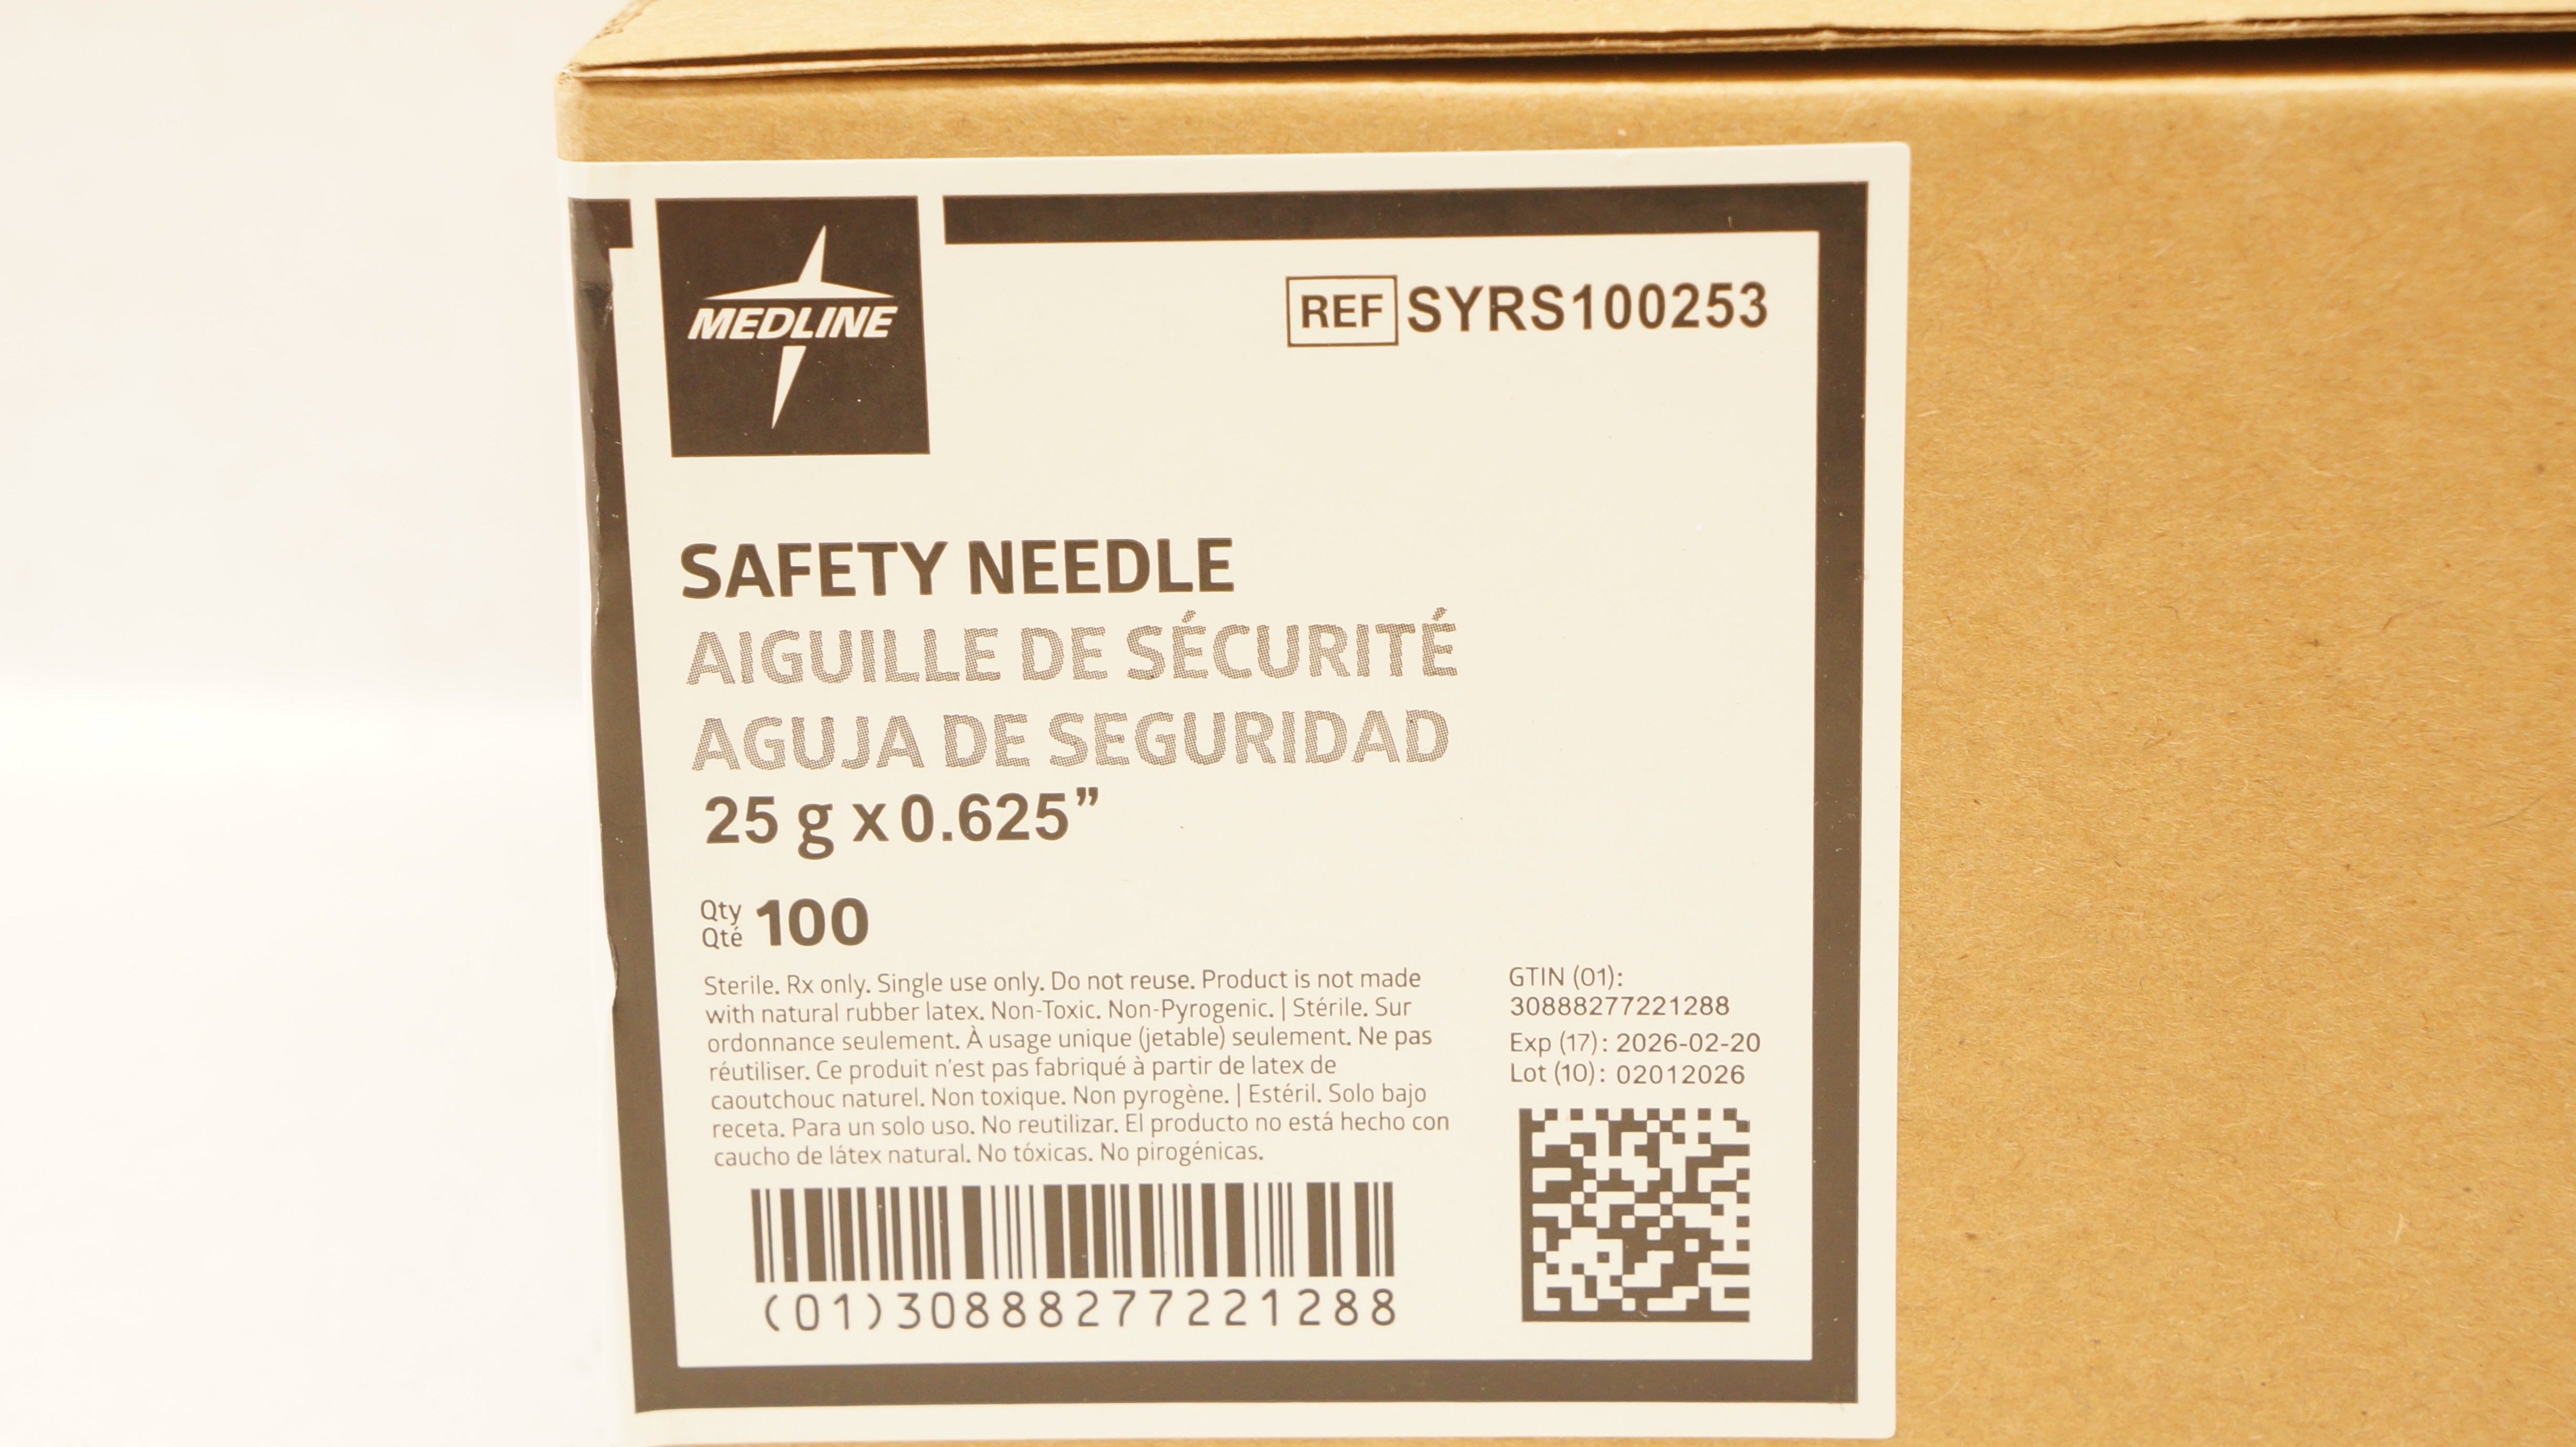 MEDLINE
REF SYRS100253
SAFETY NEEDLE
AIGUILLE DE SÉCURITÉ
AGUJA DE SEGURIDAD
25 g x 0.625”
Qty
Qté
100
Sterile. Rx only. Single use only. Do not reuse. Product is not made
with natural rubber latex. Non-Toxic. Non-Pyrogenic. | Stérile. Sur
ordonnance seulement. À usage unique (jetable) seulement. Ne pas
réutiliser. Ce produit n'est pas fabriqué à partir de latex de
caoutchouc naturel. Non toxique. Non pyrogène. | Estéril. Solo bajo
receta. Para un solo uso. No reutilizar. El producto no está hecho con
caucho de látex natural. No tóxicas. No pirogénicas.
GTIN (01):
30888277221288
Exp (17): 2026-02-20
Lot (10): 02012026
(01)30888277221288